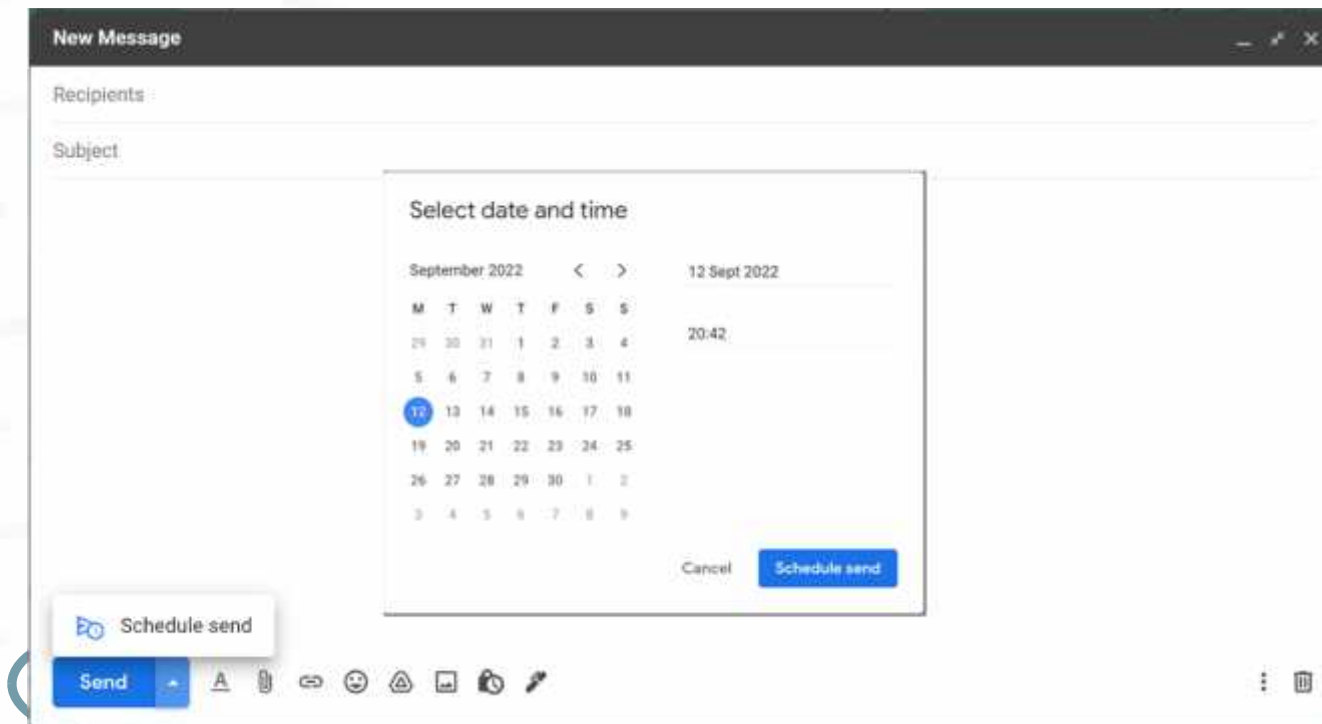 New Message
Recipients
Subject
Select date and time
September 2022
12 Sept 2022
M T W T F S S
29 30 31 1 2 3 4
20:42
5 6 7 8 9 10 11
12 13 14 15 16 17 18
19 20 21 22 23 24 25
26 27 28 29 30 1 2
3 4 5 6 7 8 9
Cancel Schedule send
Schedule send
Send